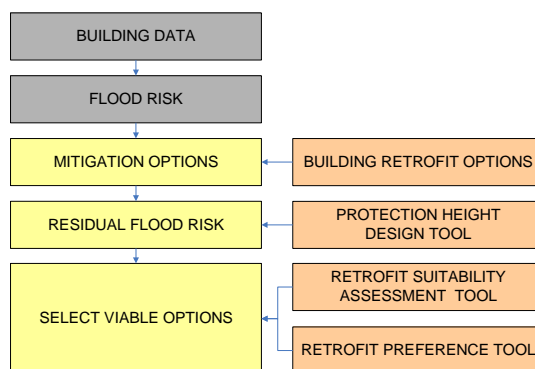 BUILDING DATA
FLOOD RISK
MITIGATION OPTIONS
BUILDING RETROFIT OPTIONS
RESIDUAL FLOOD RISK
PROTECTION HEIGHT
DESIGN TOOL
SELECT VIABLE OPTIONS
RETROFIT SUITABILITY
ASSESSMENT TOOL
RETROFIT PREFERENCE TOOL